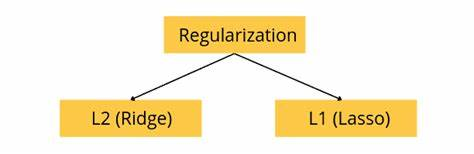 Regularization
L2 (Ridge)
L1 (Lasso)